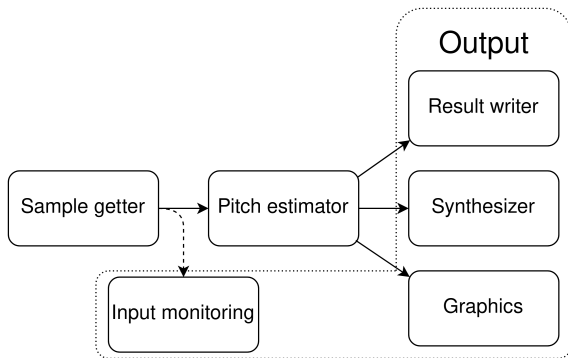 Output
Result writer
Sample getter
Pitch estimator
Synthesizer
Input monitoring
Graphics